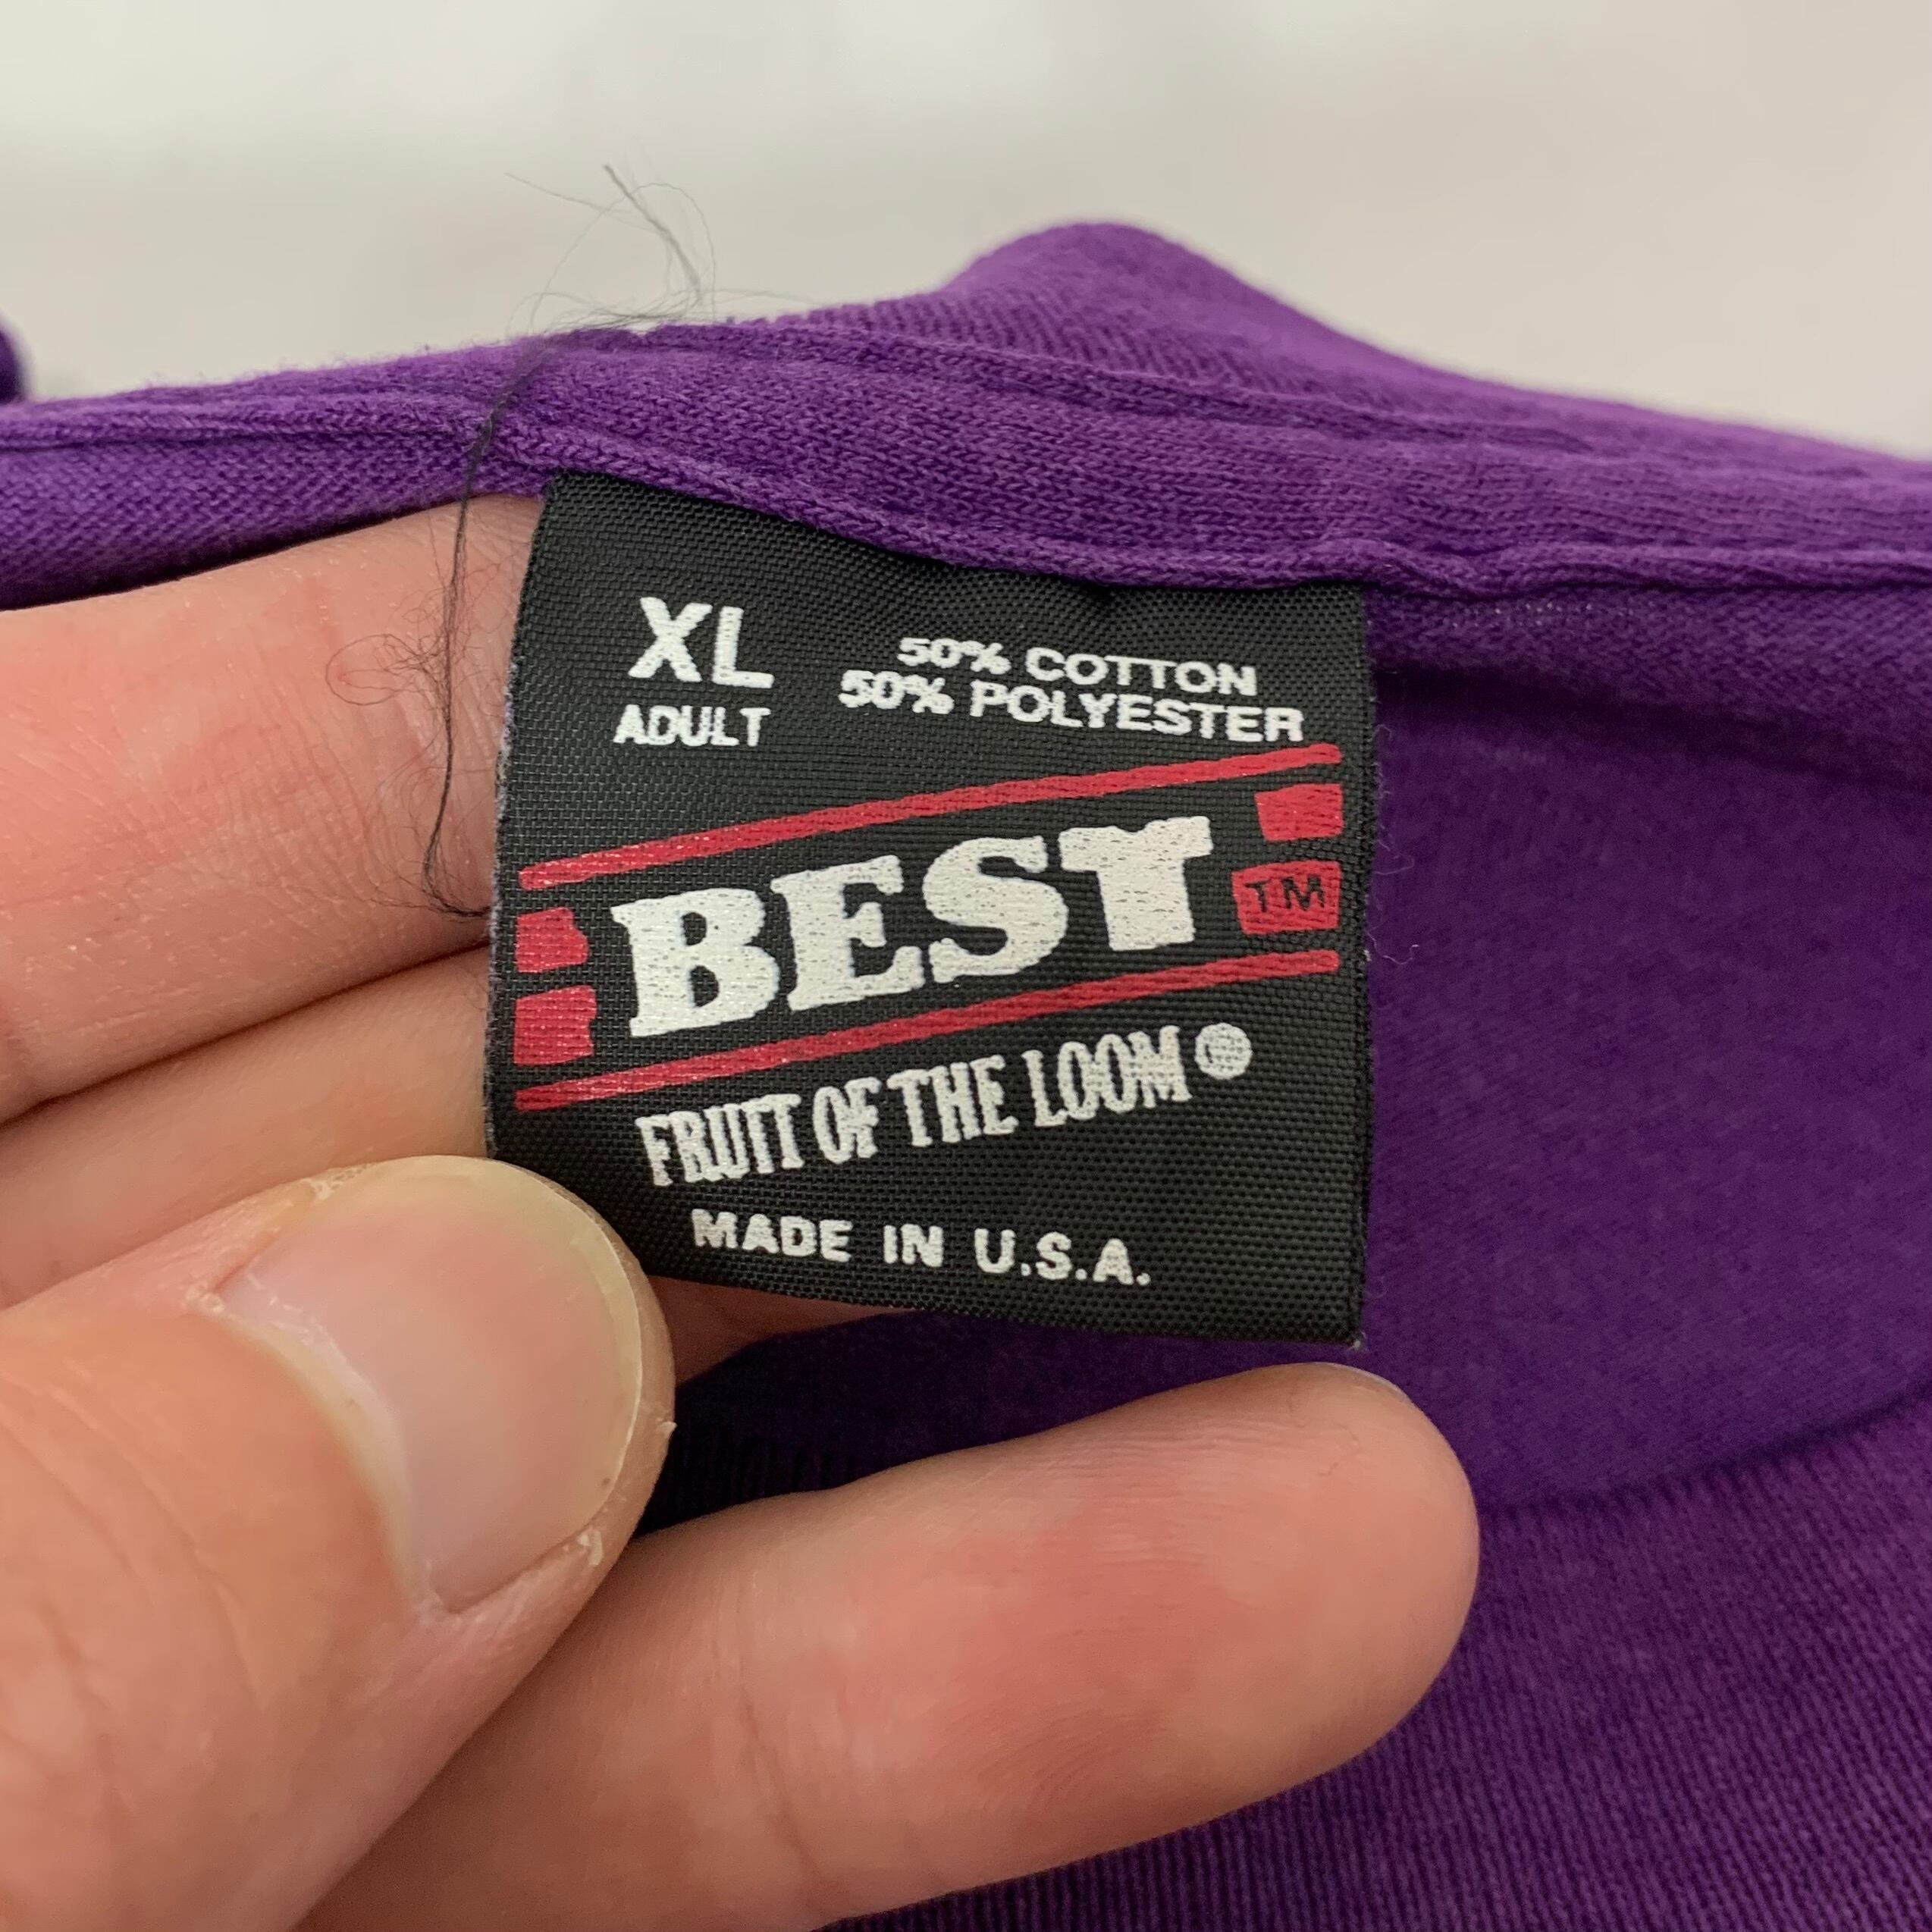 XL
ADULT
50% COTTON
50% POLYESTER
BEST
TM
FRUIT OF THE LOOM®
MADE IN U.S.A.